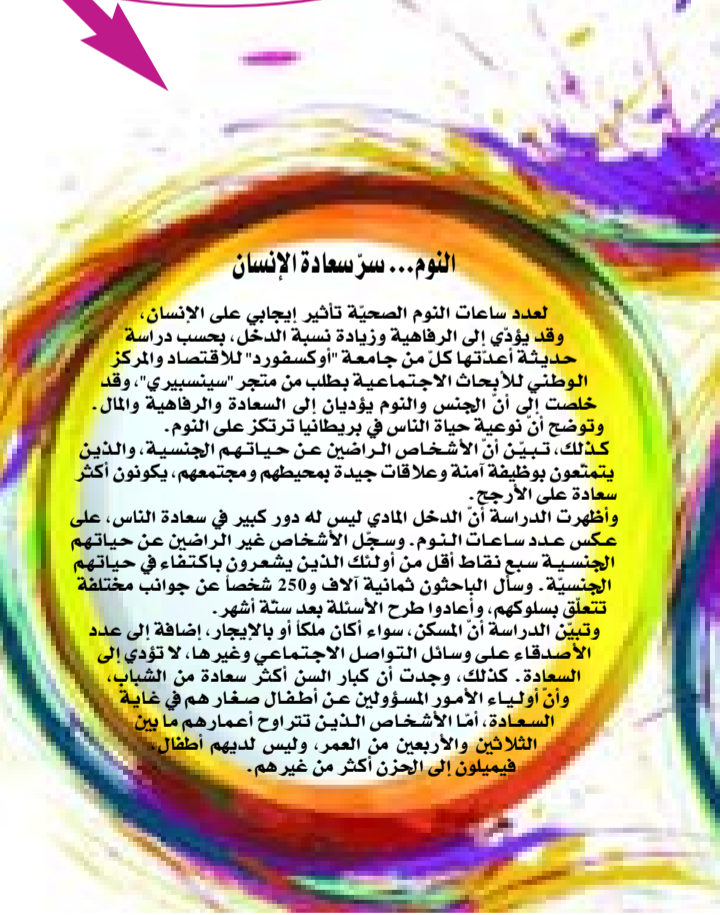 النوم... سرّ سعادة الإنسان
لعدد ساعات النوم الصحيّة تأثير إيجابي على الإنسان،
وقد يؤدّي إلى الرفاهية وزيادة نسبة الدخل، بحسب دراسة
حديثة أعدّتها كلّ من جامعة "أوكسفورد" للاقتصاد والمركز
الوطني للأبحاث الاجتماعية بطلب من متجر "سينسبيري"، وقد
خلصت إلى أنّ الجنس والنوم يؤديان إلى السعادة والرفاهية والمال.
وتوضح أنّ نوعية حياة الناس في بريطانيا ترتكز على النوم.
كذلك، تبيّن أنّ الأشخاص الراضين عن حياتهم الجنسية، والذين
يتمتّعون بوظيفة آمنة وعلاقات جيدة بمحيطهم ومجتمعهم، يكونون أكثر
سعادة على الأرجح.
وأظهرت الدراسة أنّ الدخل المادي ليس له دور كبير في سعادة الناس، على
عكس عدد ساعات النوم. وسجّل الأشخاص غير الراضين عن حياتهم
الجنسية سبع نقاط أقل من أولئك الذين يشعرون باكتفاء في حياتهم
الجنسيّة. وسأل الباحثون ثمانية آلاف و250 شخصاً عن جوانب مختلفة
تتعلّق بسلوكهم، وأعادوا طرح الأسئلة بعد ستّة أشهر.
وتبيّن الدراسة أنّ المسكن، سواء أكان ملكاً أو بالإيجار، إضافة إلى عدد
الأصدقاء على وسائل التواصل الاجتماعي وغيرها، لا تؤدي إلى
السعادة. كذلك، وجدت أن كبار السن أكثر سعادة من الشباب،
وأنّ أولياء الأمور المسؤولين عن أطفال صغار هم في غاية
السعادة، أمّا الأشخاص الذين تتراوح أعمارهم ما بين
الثلاثين والأربعين من العمر، وليس لديهم أطفال،
فيميلون إلى الحزن أكثر من غيرهم.